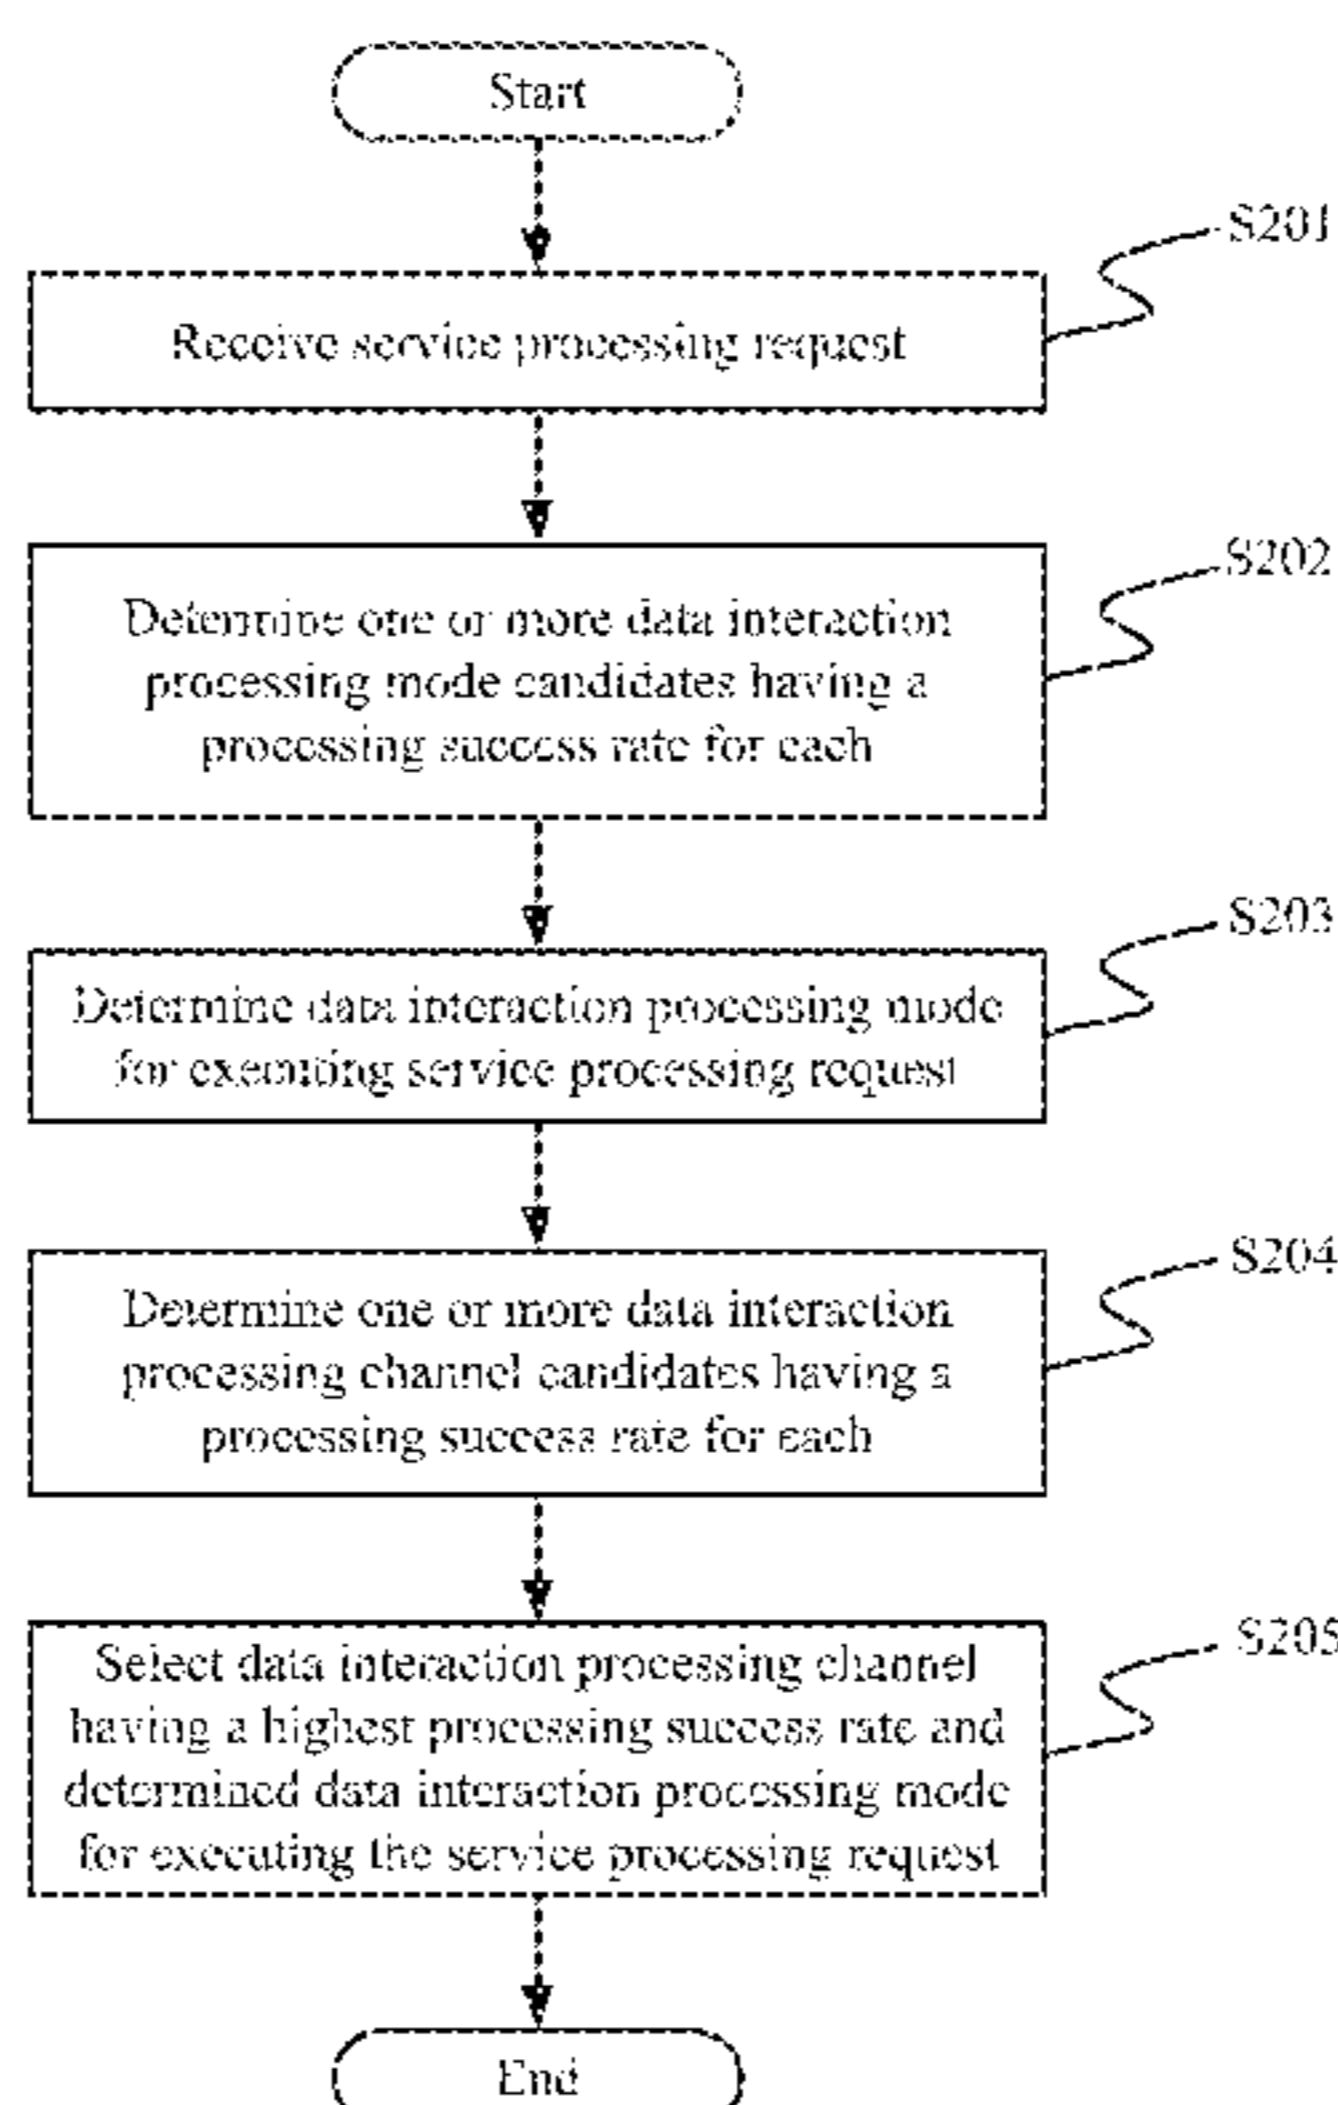 Start
S201
Receive service processing request
S202
Determine one or more data interaction
processing mode candidates having a
processing success rate for each
S203
Determine data interaction processing mode
for executing service processing request
S204
Determine one or more data interaction
processing channel candidates having a
processing success rate for each
S205
Select data interaction processing channel
having a highest processing success rate and
determined data interaction processing mode
for executing the service processing request
End